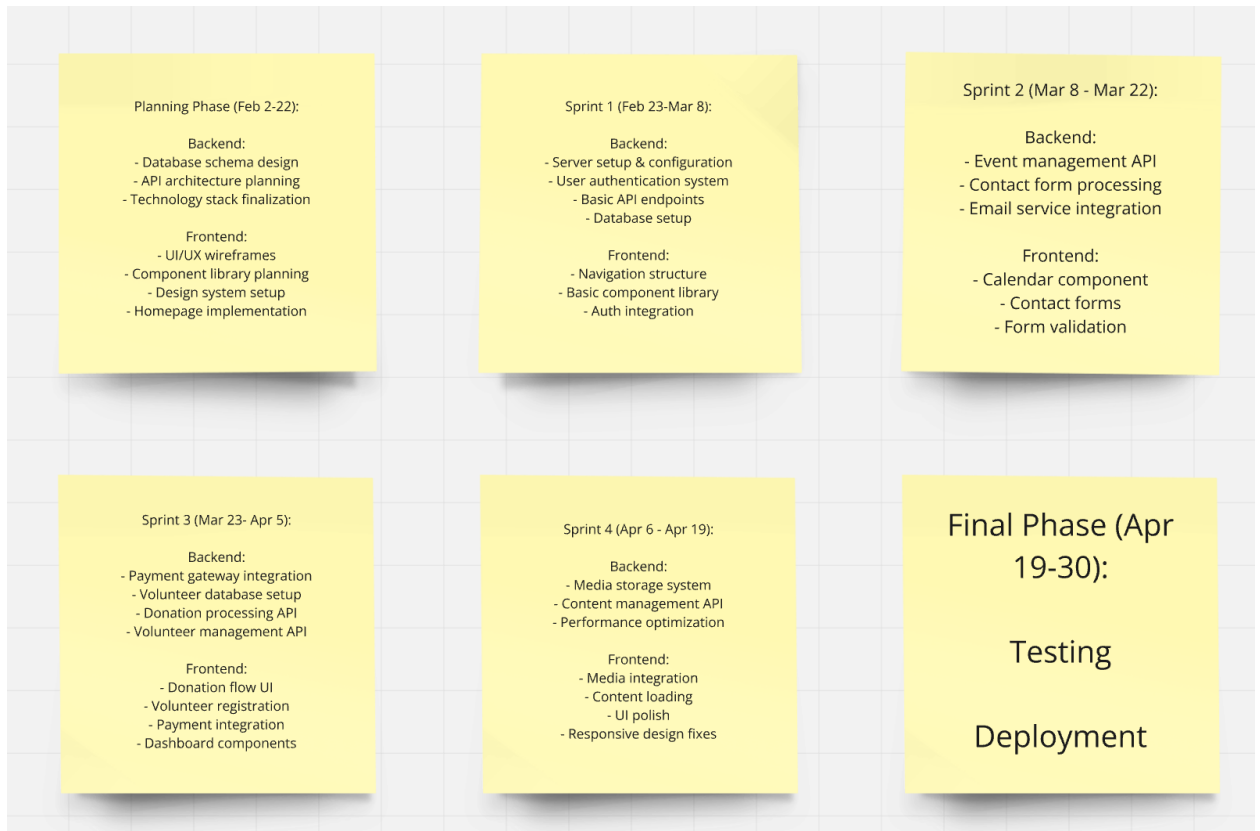 Planning Phase (Feb 2-22):
Backend:
- Database schema design
- API architecture planning
- Technology stack finalization
Frontend:
- UI/UX wireframes
- Component library planning
- Design system setup
- Homepage implementation
Sprint 1 (Feb 23-Mar 8):
Backend:
- Server setup & configuration
- User authentication system
- Basic API endpoints
- Database setup
Frontend:
- Navigation structure
- Basic component library
- Auth integration
Sprint 2 (Mar 8 - Mar 22):
Backend:
- Event management API
- Contact form processing
- Email service integration
Frontend:
- Calendar component
- Contact forms
- Form validation
Sprint 3 (Mar 23- Apr 5):
Backend:
- Payment gateway integration
- Volunteer database setup
- Donation processing API
- Volunteer management API
Frontend:
- Donation flow UI
- Volunteer registration
- Payment integration
- Dashboard components
Sprint 4 (Apr 6 - Apr 19):
Backend:
- Media storage system
- Content management API
- Performance optimization
Frontend:
- Media integration
- Content loading
- UI polish
- Responsive design fixes
Final Phase (Apr
19-30):
Testing
Deployment